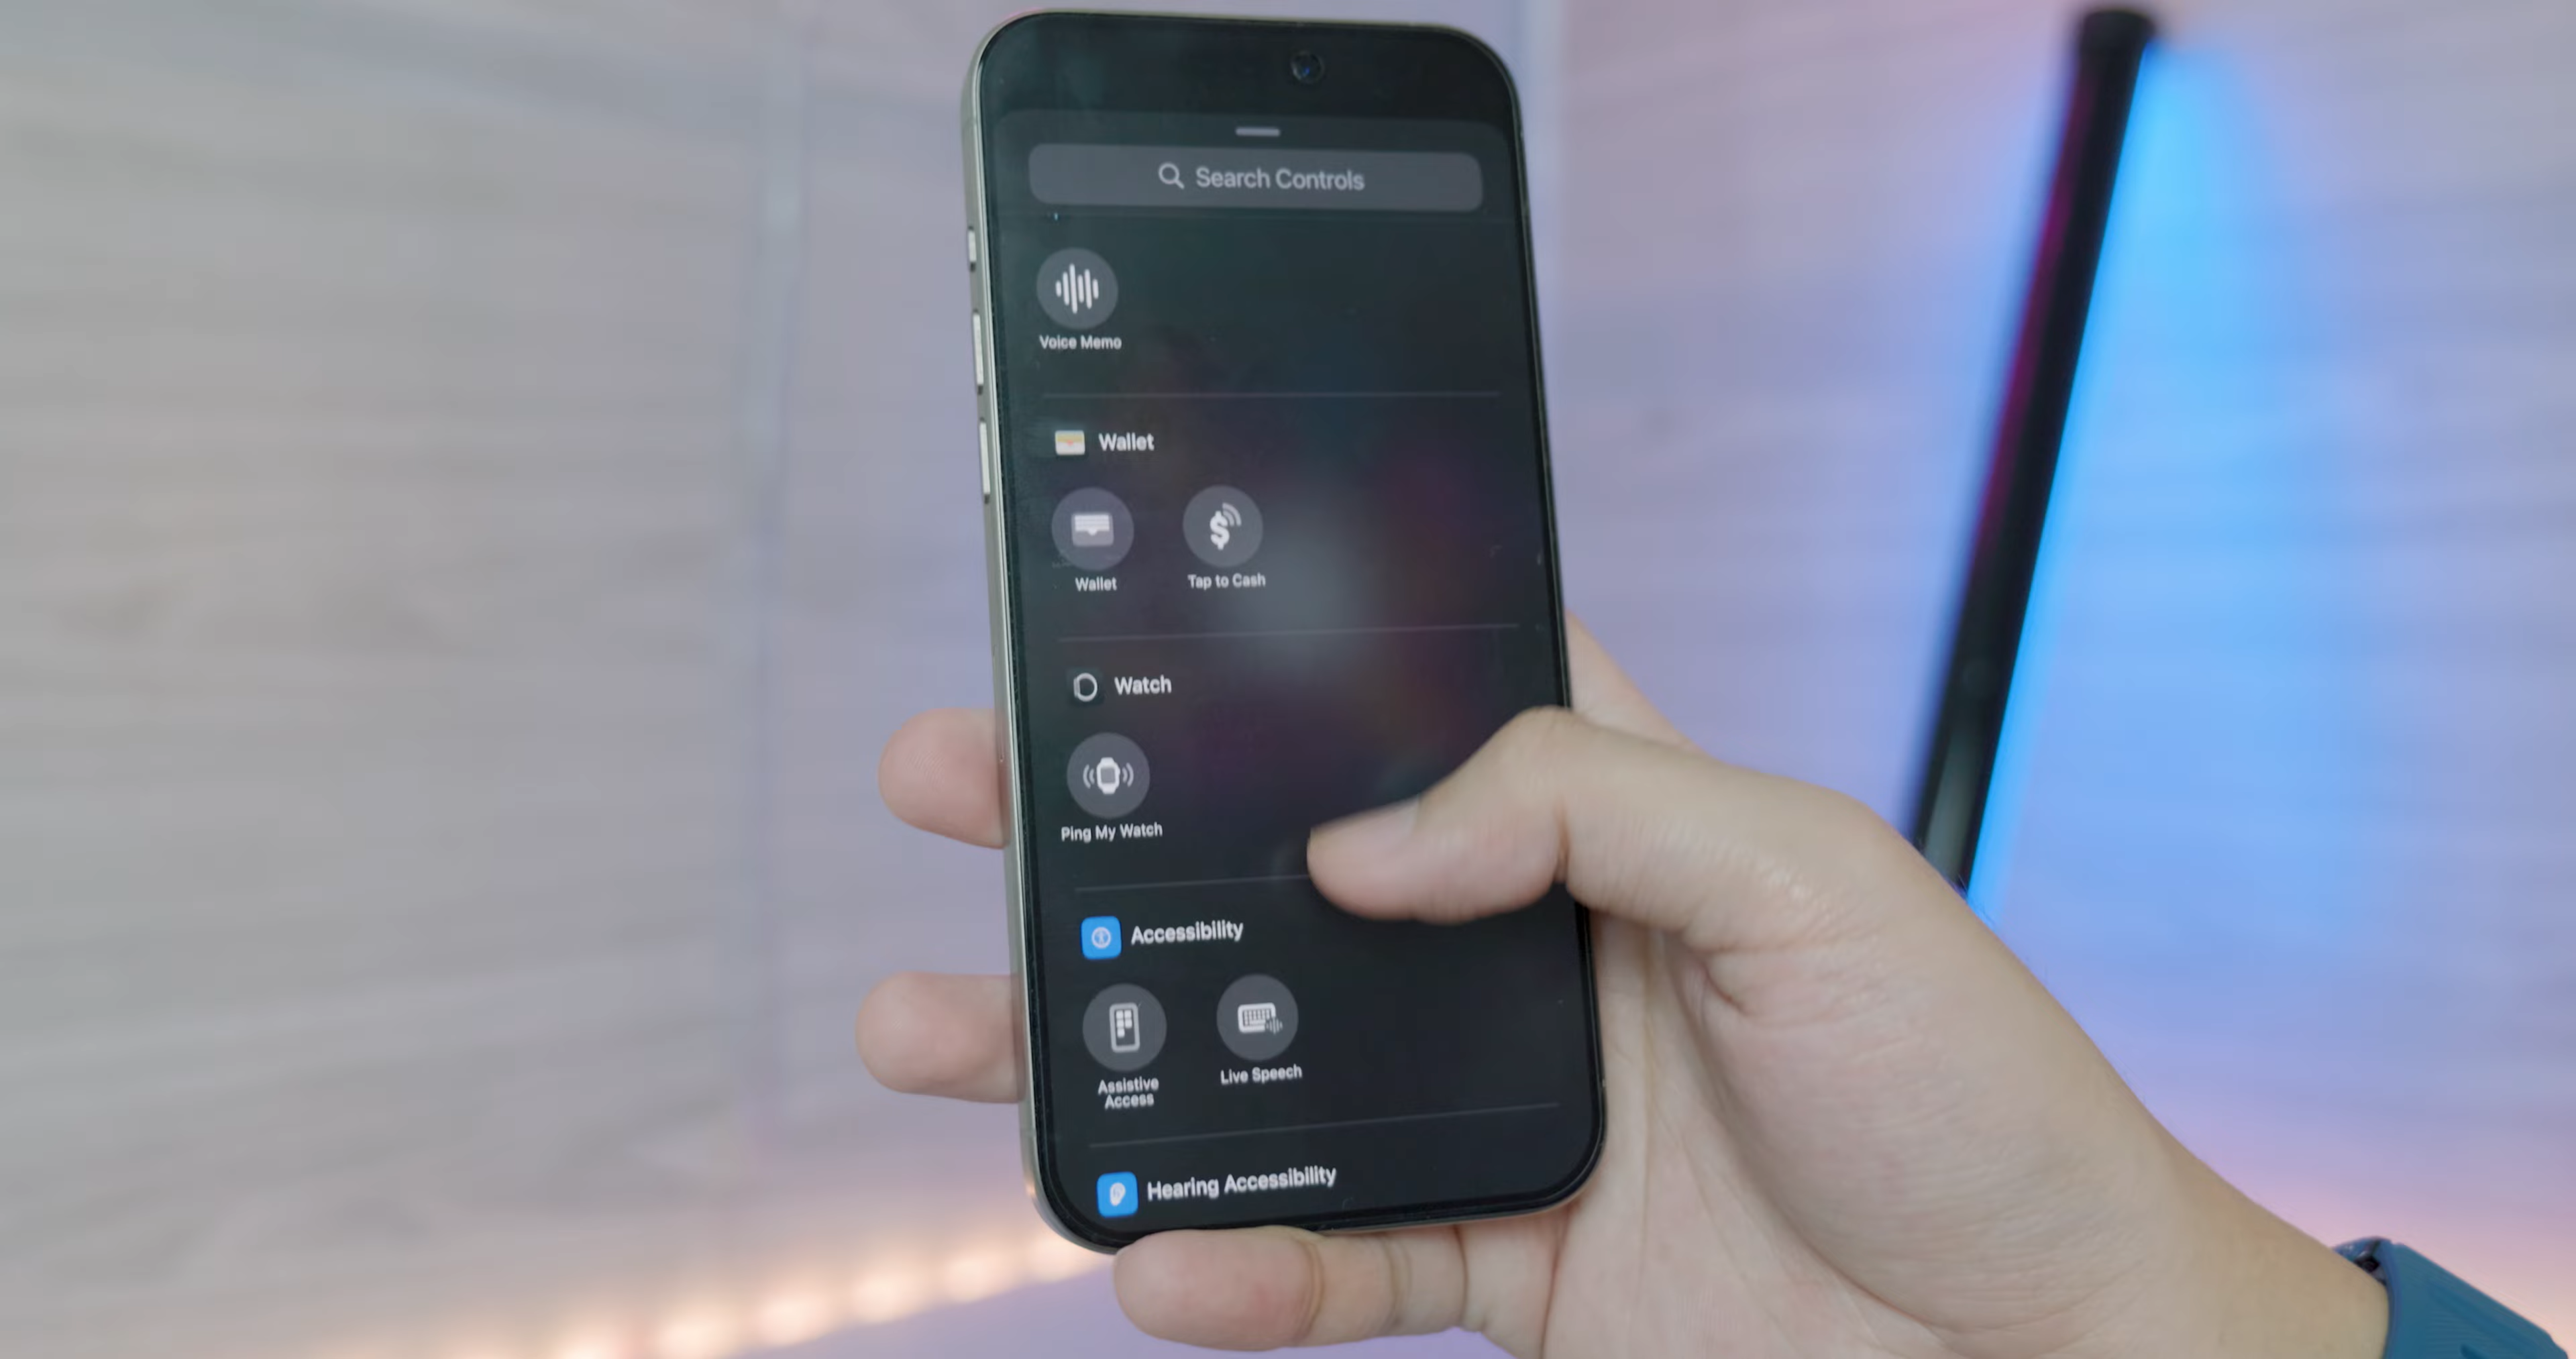 Search Controls
Voice Memo
Wallet
Wallet
Tap to Cash
Watch
Ping My Watch
Accessibility
Assistive
Access
Live Speech
Hearing Accessibility